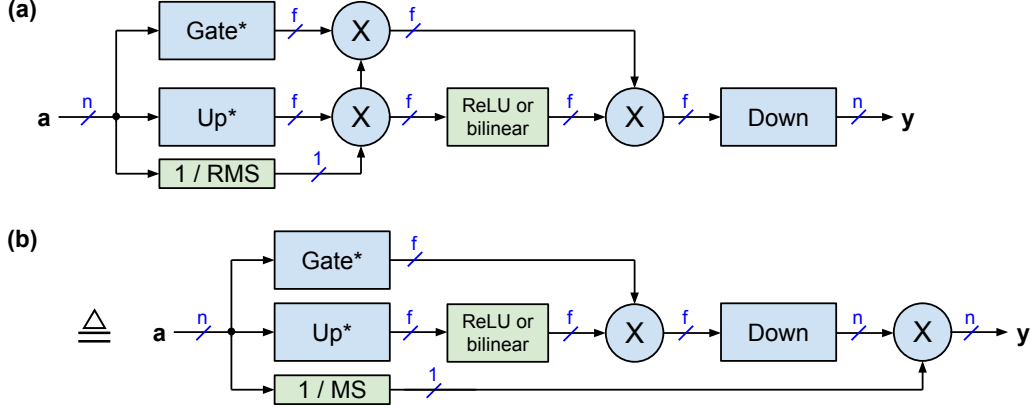 (a)
Gate* f X f
a n Up* f X f ReLU or
bilinear f X f Down n y
1 / RMS 1
(b)
Gate* f
a n Up* f ReLU or
bilinear f X f Down n X n y
1 / MS 1